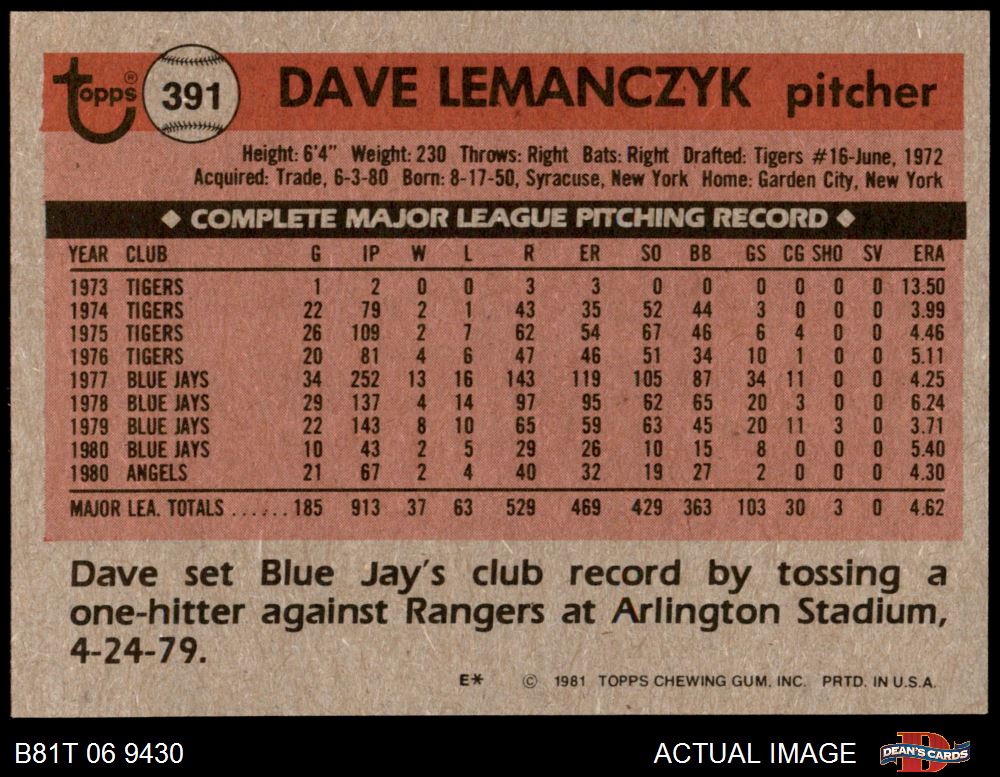 Topps® 391 DAVE LEMANCZYK pitcher
Height: 6'4" Weight: 230 Throws: Right Bats: Right Drafted: Tigers #16-June, 1972
Acquired: Trade, 6-3-80 Born: 8-17-50, Syracuse, New York Home: Garden City, New York
◆ COMPLETE MAJOR LEAGUE PITCHING RECORD ◆
YEAR CLUB G IP W L R ER SO BB GS CG SHO SV ERA
1973 TIGERS 1 2 0 0 3 3 0 0 0 0 0 0 13.50
1974 TIGERS 22 79 2 1 43 35 52 44 3 0 0 0 3.99
1975 TIGERS 26 109 2 7 62 54 67 46 6 4 0 0 4.46
1976 TIGERS 20 81 4 6 47 46 51 34 10 1 0 0 5.11
1977 BLUE JAYS 34 252 13 16 143 119 105 87 34 11 0 0 4.25
1978 BLUE JAYS 29 137 4 14 97 95 62 65 20 3 0 0 6.24
1979 BLUE JAYS 22 143 8 10 65 59 63 45 20 11 3 0 3.71
1980 BLUE JAYS 10 43 2 5 29 26 10 15 8 0 0 0 5.40
1980 ANGELS 21 67 2 4 40 32 19 27 2 0 0 0 4.30
MAJOR LEA. TOTALS ...... 185 913 37 63 529 469 429 363 103 30 3 0 4.62
Dave set Blue Jay's club record by tossing a
one-hitter against Rangers at Arlington Stadium,
4-24-79.
E* © 1981 TOPPS CHEWING GUM, INC. PRTD. IN U.S.A.
B81T 06 9430 ACTUAL IMAGE DEAN'S CARDS